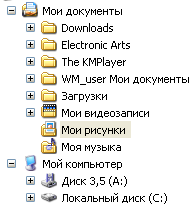 Мои документы
Downloads
Electronic Arts
The KMPlayer
WM_user Мои документы
Загрузки
Мои видеозаписи
Мои рисунки
Моя музыка
Мой компьютер
Диск 3,5 (A:)
Локальный диск (C:)